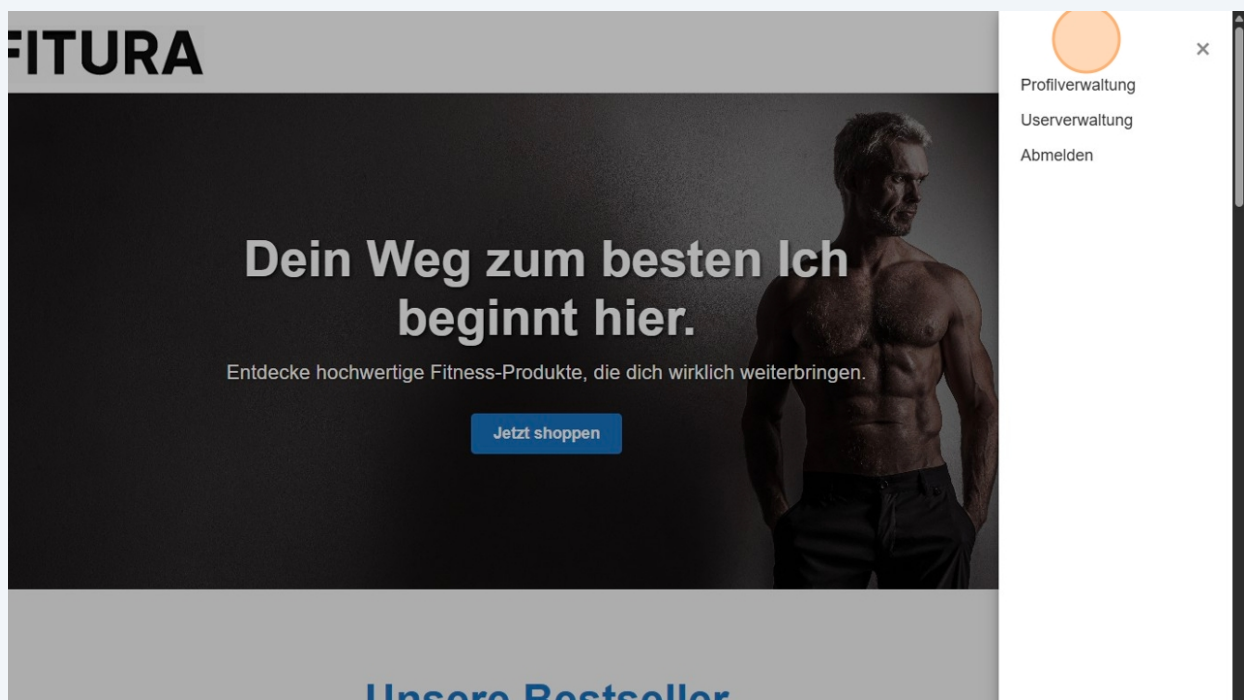 FITURA
×
Profilverwaltung
Userverwaltung
Abmelden
Dein Weg zum besten Ich
beginnt hier.
Entdecke hochwertige Fitness-Produkte, die dich wirklich weiterbringen.
Jetzt shoppen
Unsere Bestseller